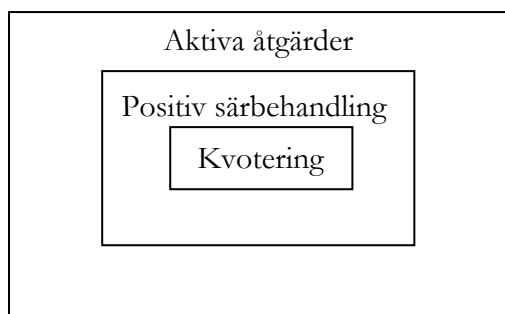 Aktiva åtgärder
Positiv särbehandling
Kvotering